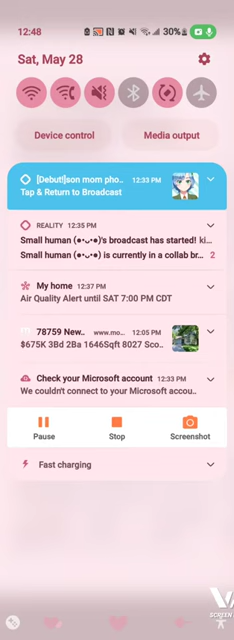 12:48
30%
Sat, May 28
Device control
Media output
[Debut!]son mom pho.. 12:33 PM
Tap & Return to Broadcast
REALITY 12:35 PM
Small human (•ᴗ•๑)'s broadcast has started! ki...
Small human (•ᴗ•๑) is currently in a collab br... 2
My home 12:37 PM
Air Quality Alert until SAT 7:00 PM CDT
78759 New.. www.mo... 12:05 PM
$675K 3Bd 2Ba 1646Sqft 8027 Sco..
Check your Microsoft account 12:33 PM
We couldn't connect to your Microsoft accou..
Pause
Stop
Screenshot
Fast charging
SCREEN